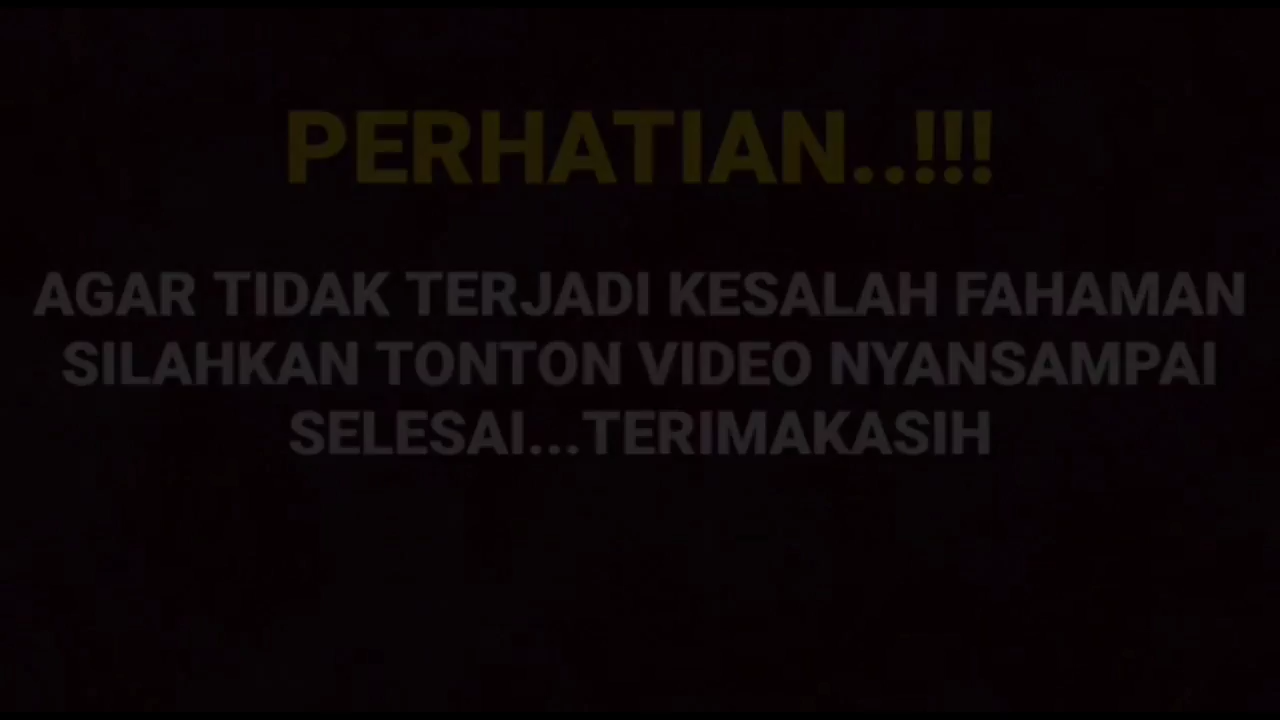 PERHATIAN..!!!
AGAR TIDAK TERJADI KESALAH FAHAMAN
SILAHKAN TONTON VIDEO NYANSAMPAI
SELESAI...TERIMAKASIH